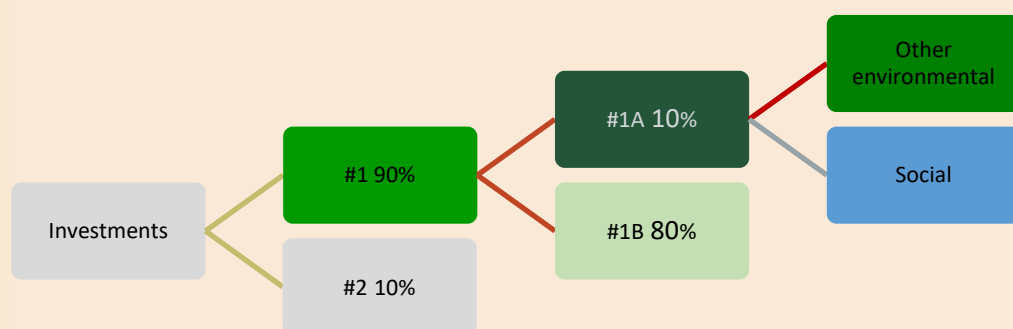 Investments
#1 90%
#2 10%
#1A 10%
#1B 80%
Other
environmental
Social